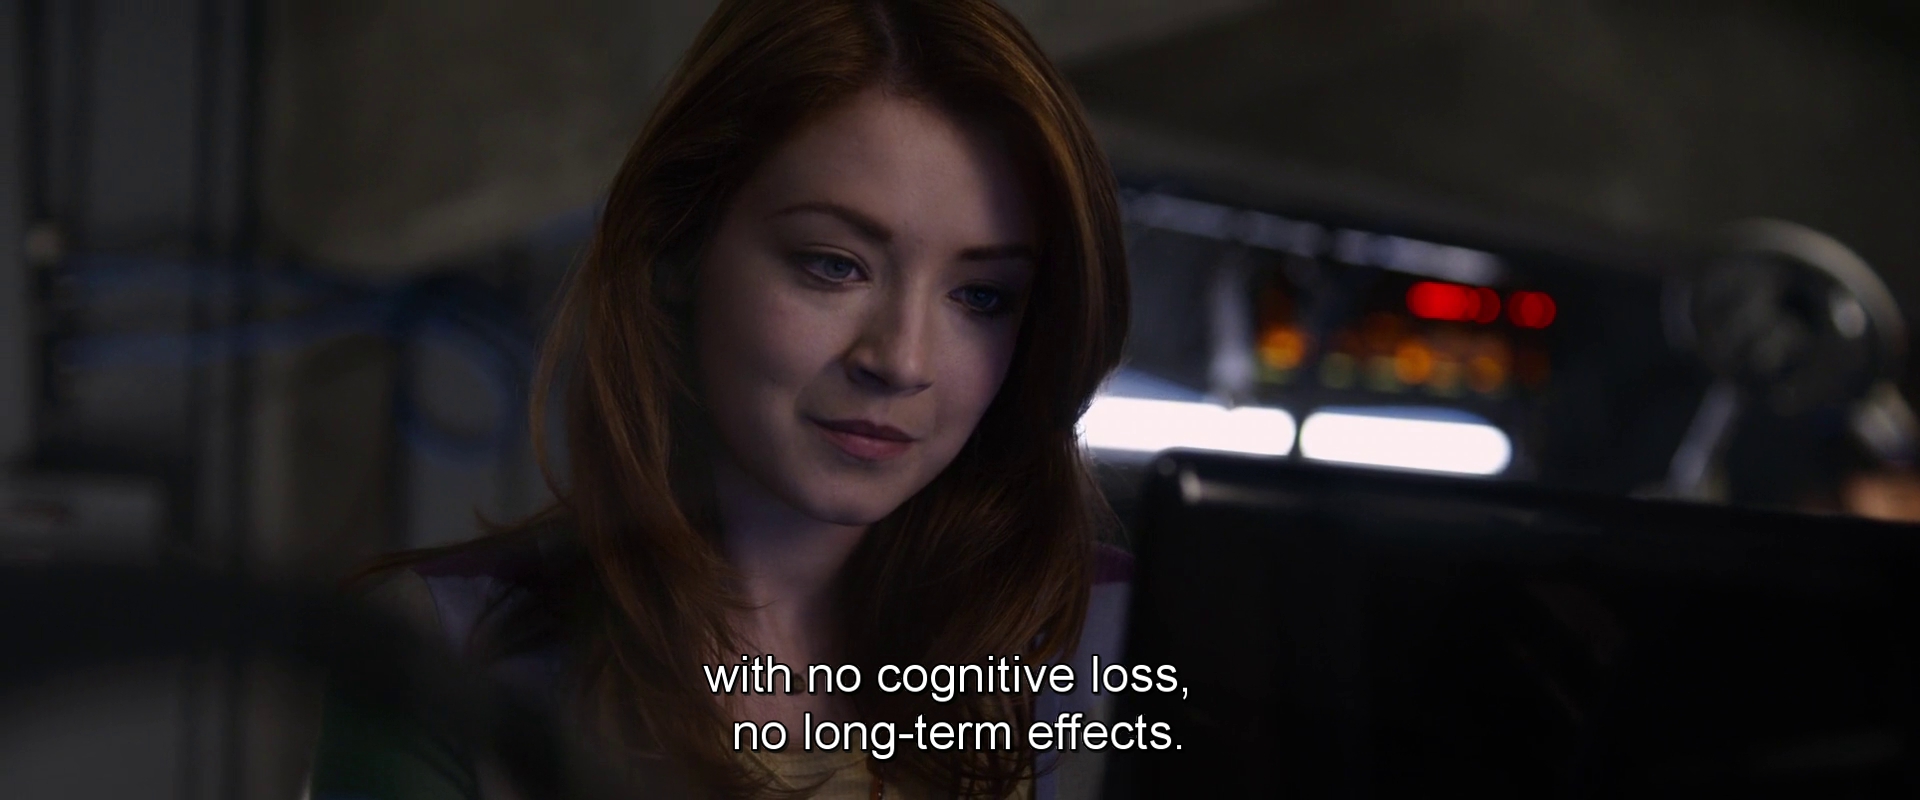 with no cognitive loss,
no long-term effects.